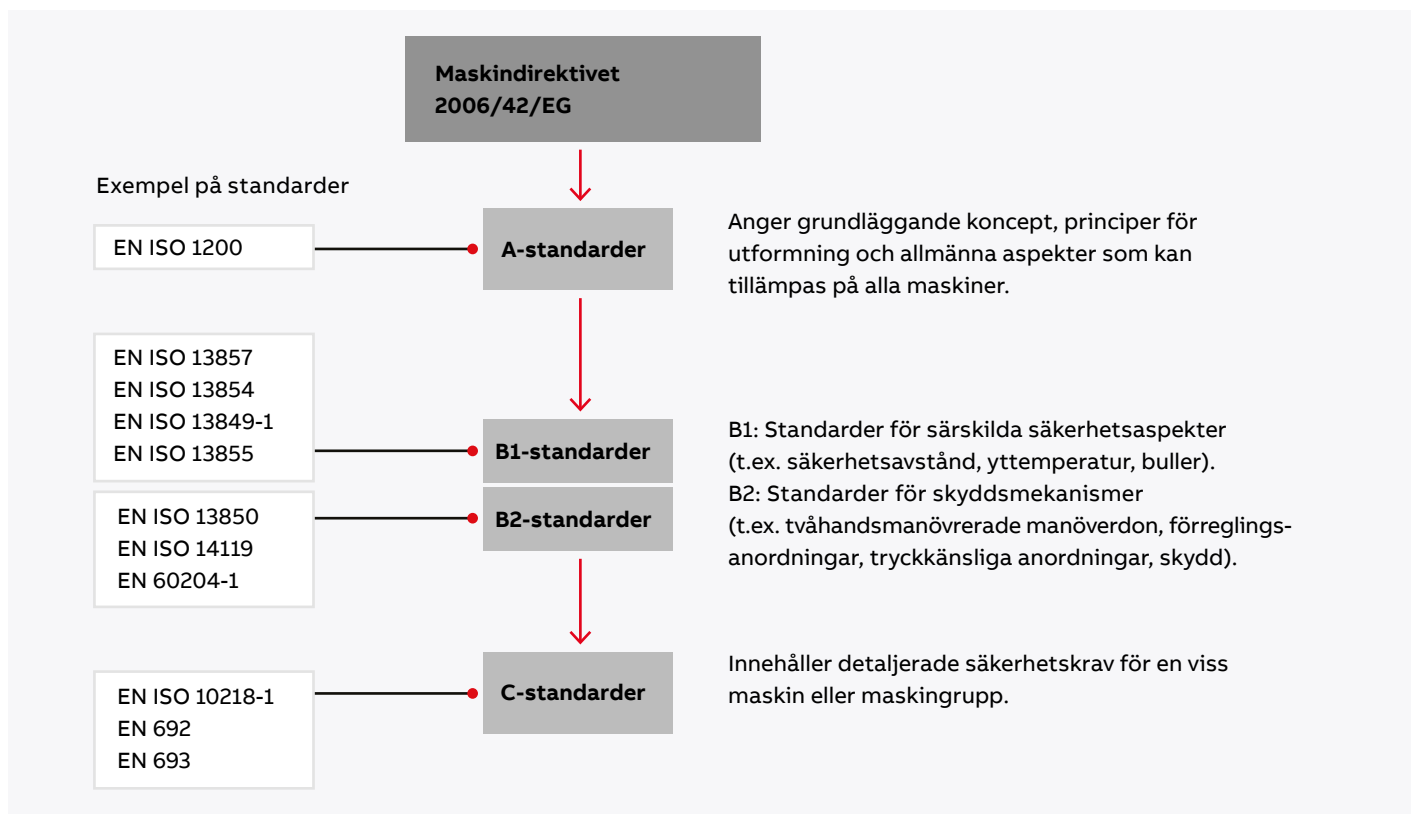 Maskindirektivet
2006/42/EG
Exempel på standarder
EN ISO 1200
A-standarder
Anger grundläggande koncept, principer för
utformning och allmänna aspekter som kan
tillämpas på alla maskiner.
EN ISO 13857
EN ISO 13854
EN ISO 13849-1
EN ISO 13855
B1-standarder
B1: Standarder för särskilda säkerhetsaspekter
(t.ex. säkerhetsavstånd, yttemperatur, buller).
EN ISO 13850
EN ISO 14119
EN 60204-1
B2-standarder
B2: Standarder för skyddsmekanismer
(t.ex. tvåhandsmanövrerade manöverdon, förreglings-
anordningar, tryckkänsliga anordningar, skydd).
EN ISO 10218-1
EN 692
EN 693
C-standarder
Innehåller detaljerade säkerhetskrav för en viss
maskin eller maskingrupp.